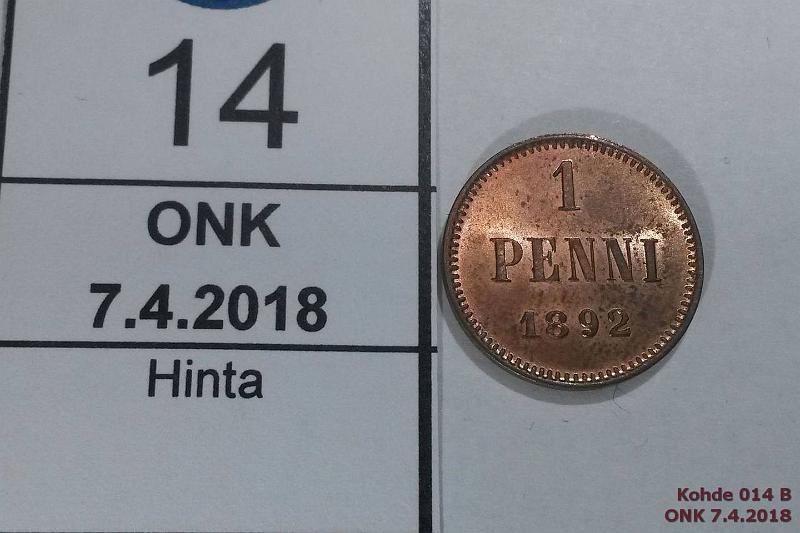 14
ONK
7.4.2018
Hinta
1
PENNI
1892
Kohde 014 B
ONK 7.4.2018